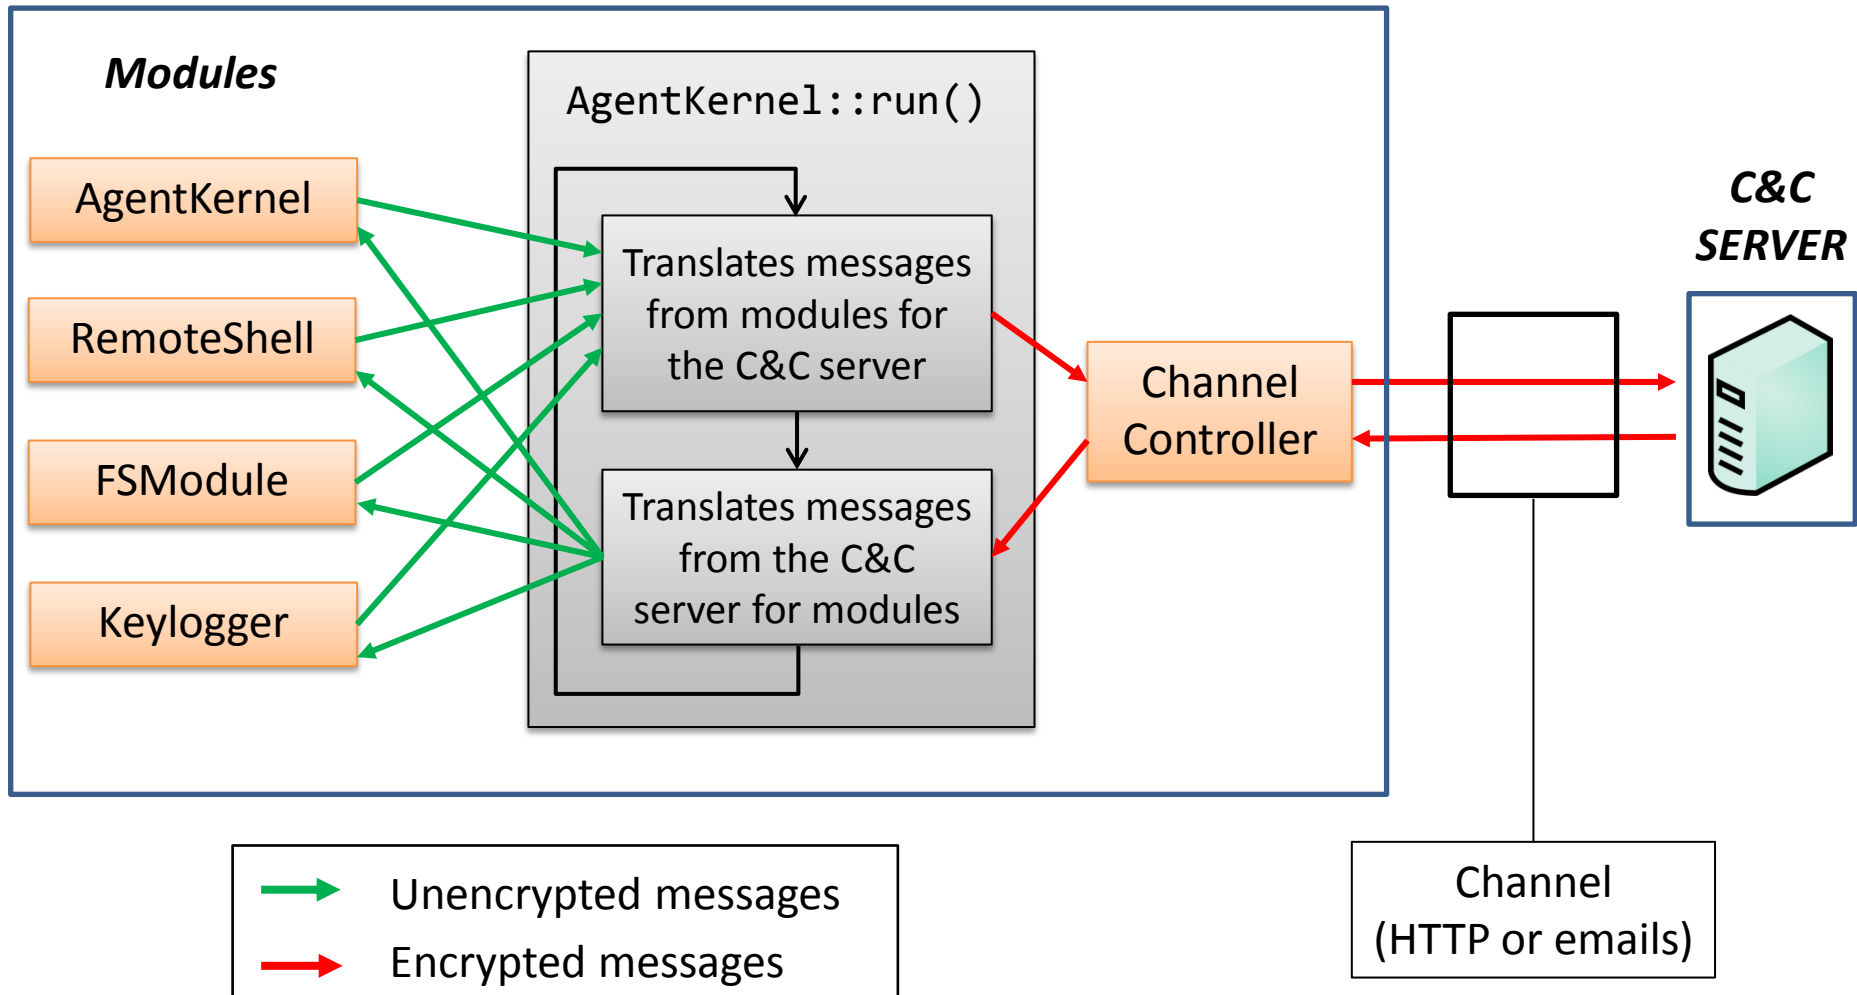 Modules
AgentKernel
RemoteShell
FSModule
Keylogger
AgentKernel::run()
Translates messages
from modules for
the C&C server
Translates messages
from the C&C
server for modules
Channel
Controller
C&C
SERVER
Channel
(HTTP or emails)
Unencrypted messages
Encrypted messages